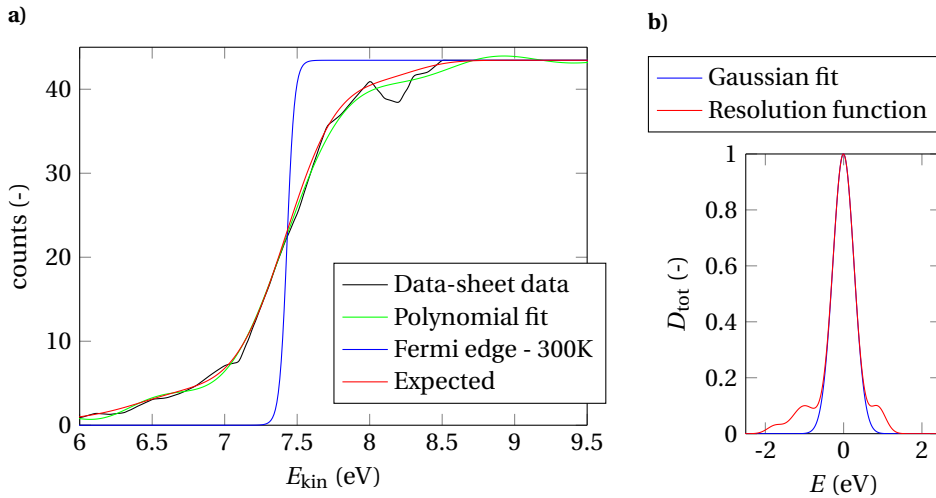 a)
40
30
20
10
0
6
6.5
7
7.5
8
8.5
9
9.5
counts (-)
E_kin (eV)
Data-sheet data
Polynomial fit
Fermi edge - 300K
Expected
b)
Gaussian fit
Resolution function
1
0.8
0.6
0.4
0.2
0
-2
0
2
D_tot (-)
E (eV)